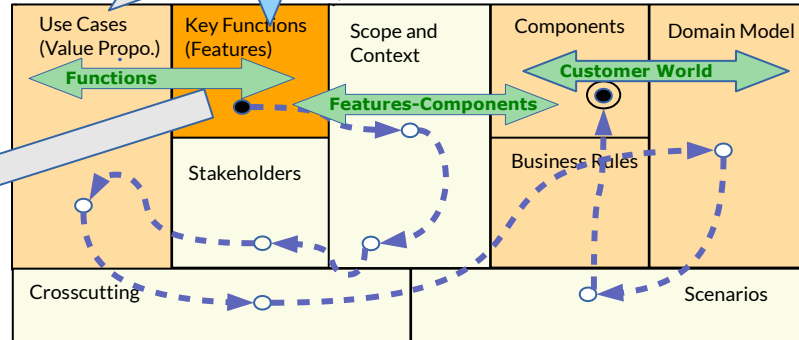 Use Cases
(Value Propo.)
Functions
Key Functions
(Features)
Scope and
Context
Features-Components
Components
Customer World
Domain Model
Stakeholders
Business Rules
Crosscutting
Scenarios